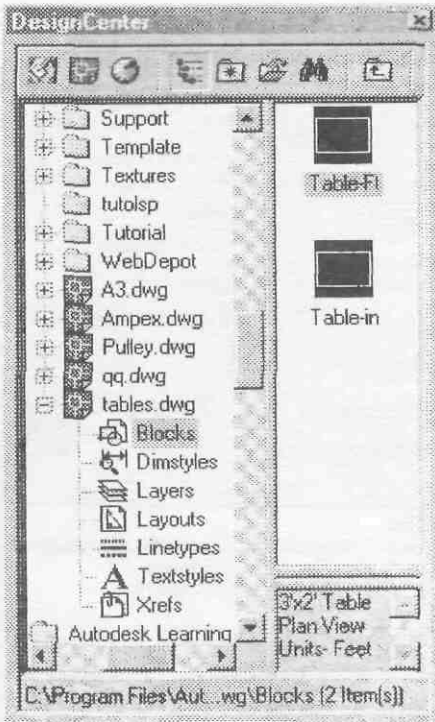 DesignCenter
Support
Template
Textures
tutolsp
Tutorial
WebDepot
A3.dwg
Ampex.dwg
Pulley.dwg
qq.dwg
tables.dwg
Blocks
Dimstyles
Layers
Layouts
Linetypes
Textstyles
Xrefs
Autodesk Learning
Table-Ft
Table-in
3'x2' Table
Plan View
Units- Feet
C:\Program Files\Aut...wg\Blocks (2 Item(s))